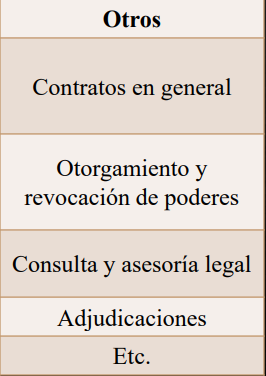 Otros
Contratos en general
Otorgamiento y
revocación de poderes
Consulta y asesoría legal
Adjudicaciones
Etc.